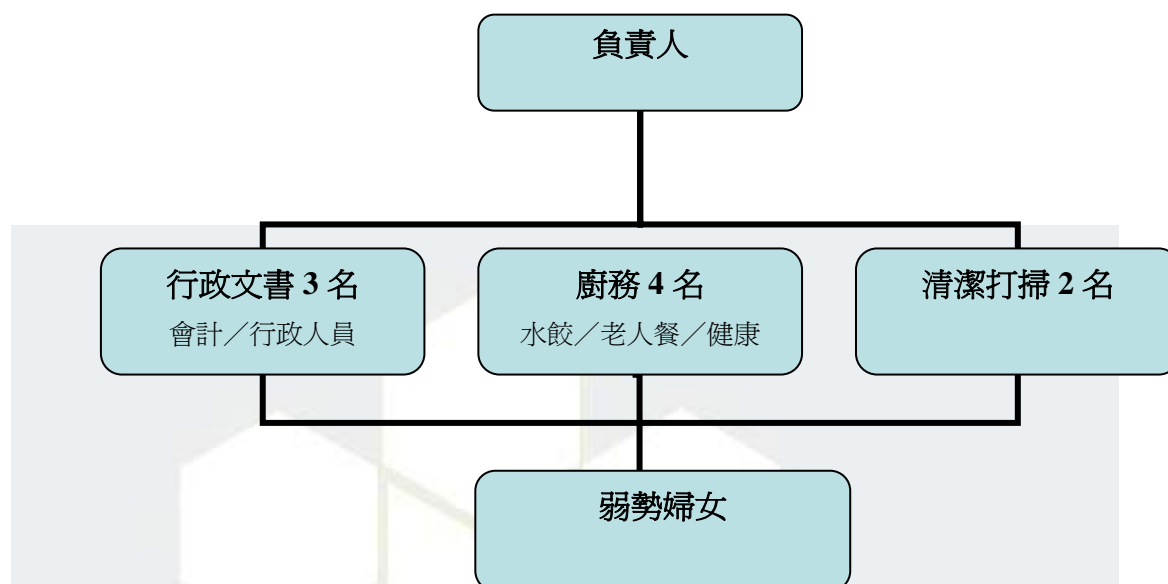 負責人
行政文書 3 名
會計／行政人員
廚務 4 名
水餃／老人餐／健康
清潔打掃 2 名
弱勢婦女